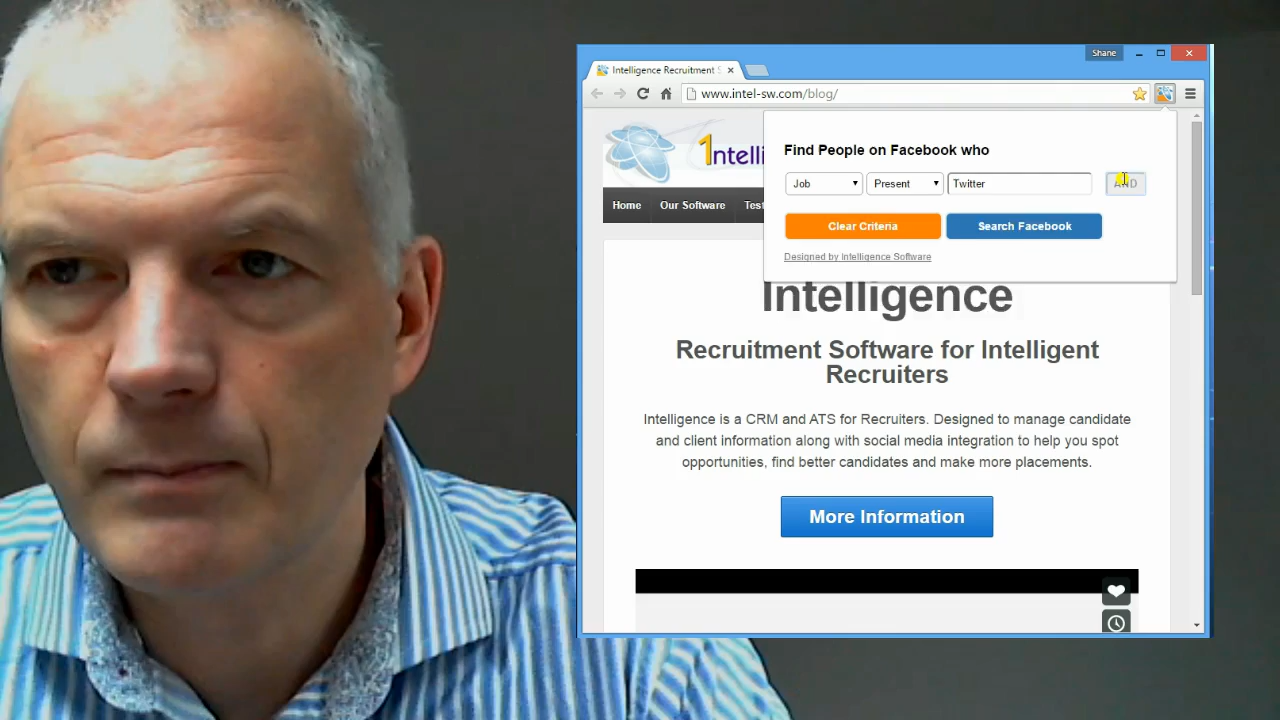 Shane
Intelligence Recruitment S
www.intel-sw.com/blog/
Find People on Facebook who
1ntelli
Job Present Twitter AND
Home Our Software Test
Clear Criteria Search Facebook
Designed by Intelligence Software
Intelligence
Recruitment Software for Intelligent
Recruiters
Intelligence is a CRM and ATS for Recruiters. Designed to manage candidate
and client information along with social media integration to help you spot
opportunities, find better candidates and make more placements.
More Information